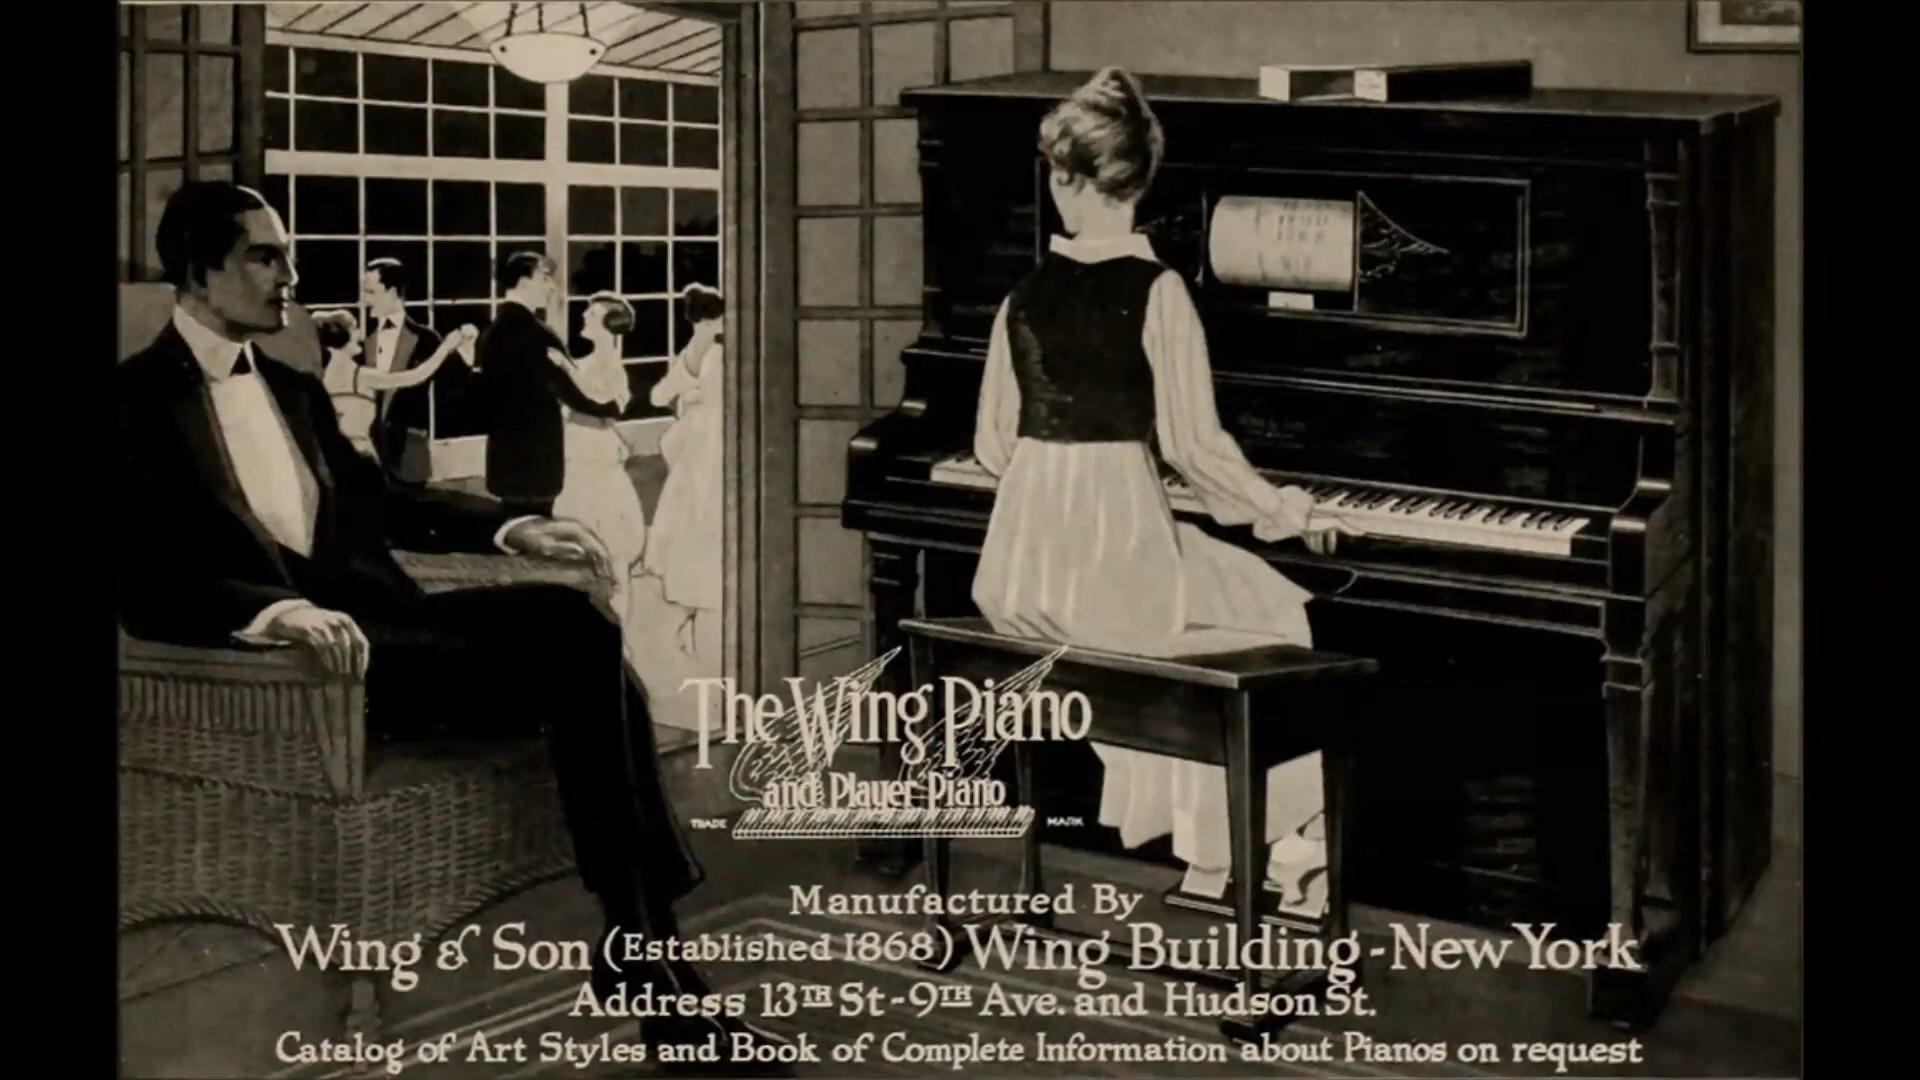 The Wing Piano
and Player Piano
TRADE MARK
Manufactured By
Wing & Son (Established 1868) Wing Building - New York
Address 13TH St - 9TH Ave. and Hudson St.
Catalog of Art Styles and Book of Complete Information about Pianos on request